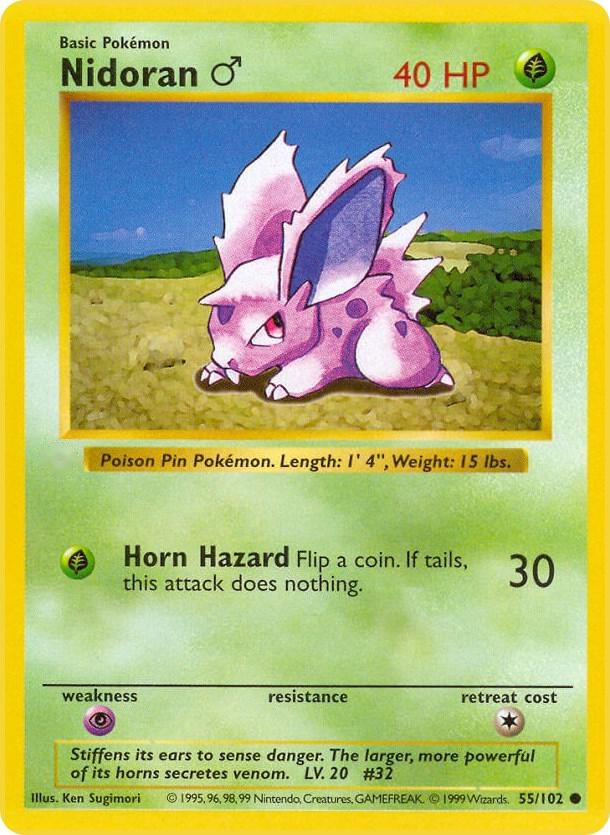 Basic Pokémon
Nidoran ♂ 40 HP
Poison Pin Pokémon. Length: 1' 4", Weight: 15 lbs.
Horn Hazard Flip a coin. If tails, 30
this attack does nothing.
weakness resistance retreat cost
Stiffens its ears to sense danger. The larger, more powerful
of its horns secretes venom. LV. 20 #32
Illus. Ken Sugimori © 1995, 96, 98, 99 Nintendo, Creatures, GAMEFREAK. © 1999 Wizards. 55/102 ●